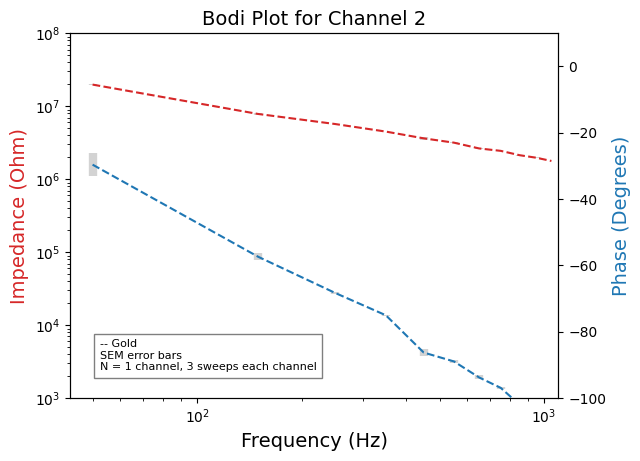 Bodi Plot for Channel 2
Impedance (Ohm)
10^8
10^7
10^6
10^5
10^4
10^3
0
−20
−40
−60
−80
−100
Phase (Degrees)
-- Gold
SEM error bars
N = 1 channel, 3 sweeps each channel
10^2
10^3
Frequency (Hz)